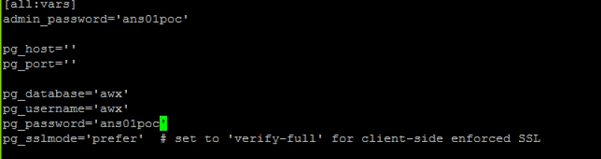 [all:vars]
admin_password='ans01poc'
pg_host=''
pg_port=''
pg_database='awx'
pg_username='awx'
pg_password='ans01poc'
pg_sslmode='prefer'  # set to 'verify-full' for client-side enforced SSL